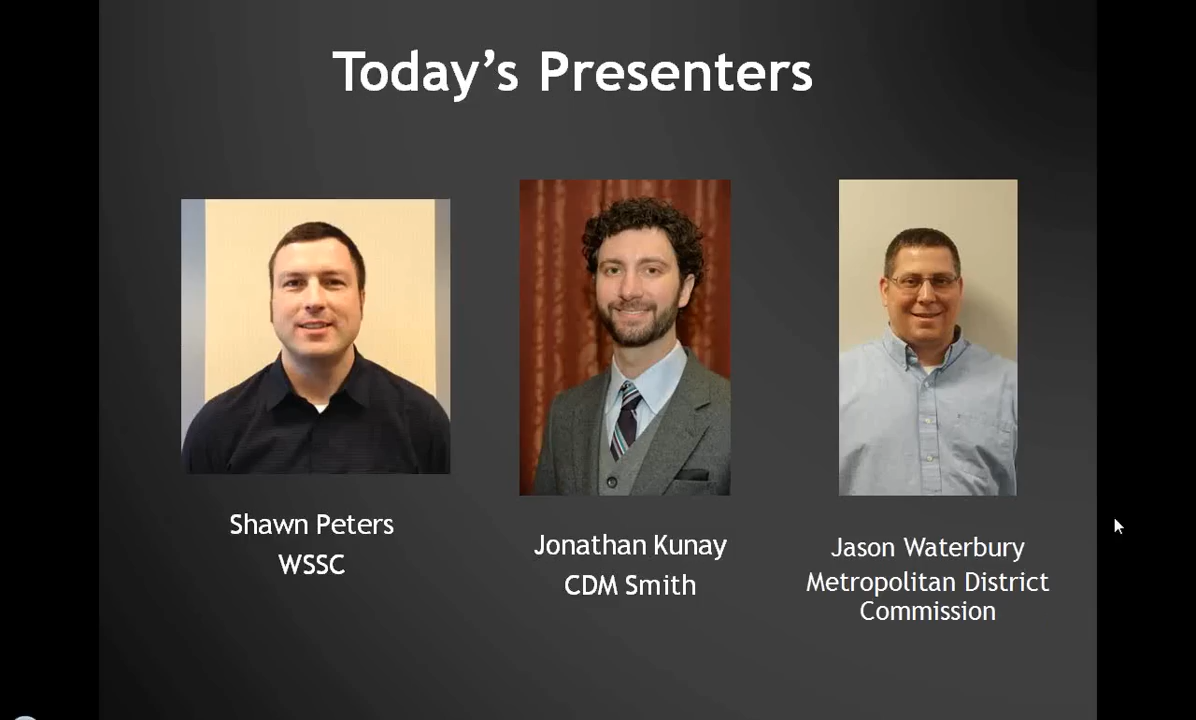 Today’s Presenters
Shawn Peters
WSSC
Jonathan Kunay
CDM Smith
Jason Waterbury
Metropolitan District
Commission